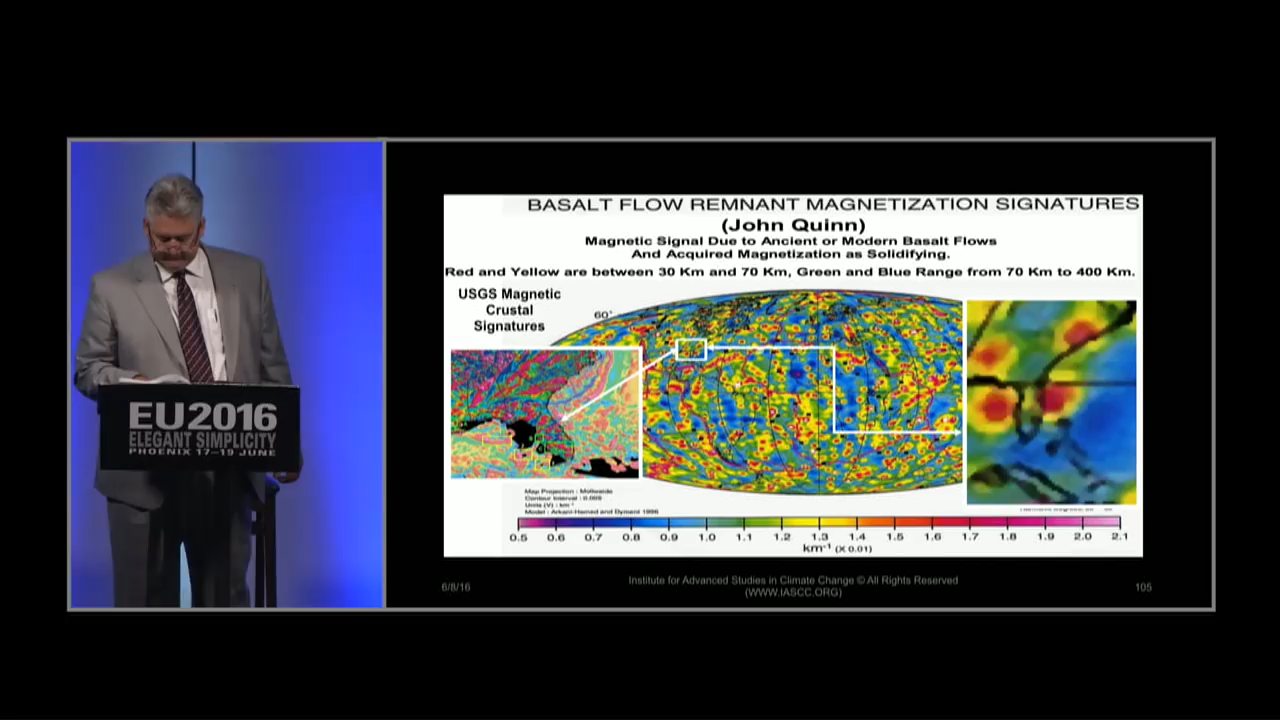 EU2016
ELEGANT SIMPLICITY
PHOENIX 17–19 JUNE
BASALT FLOW REMNANT MAGNETIZATION SIGNATURES
(John Quinn)
Magnetic Signal Due to Ancient or Modern Basalt Flows
And Acquired Magnetization as Solidifying.
Red and Yellow are between 30 Km and 70 Km, Green and Blue Range from 70 Km to 400 Km.
USGS Magnetic
Crustal
Signatures
60°
Map Projection : Mollweide
Contour Interval : 0.005
Units (V) : km⁻¹
Model : Arkani-Hamed and Dyment 1996
0.5 0.6 0.7 0.8 0.9 1.0 1.1 1.2 1.3 1.4 1.5 1.6 1.7 1.8 1.9 2.0 2.1
km⁻¹ (X 0.01)
6/8/16
Institute for Advanced Studies in Climate Change © All Rights Reserved
(WWW.IASCC.ORG)
105